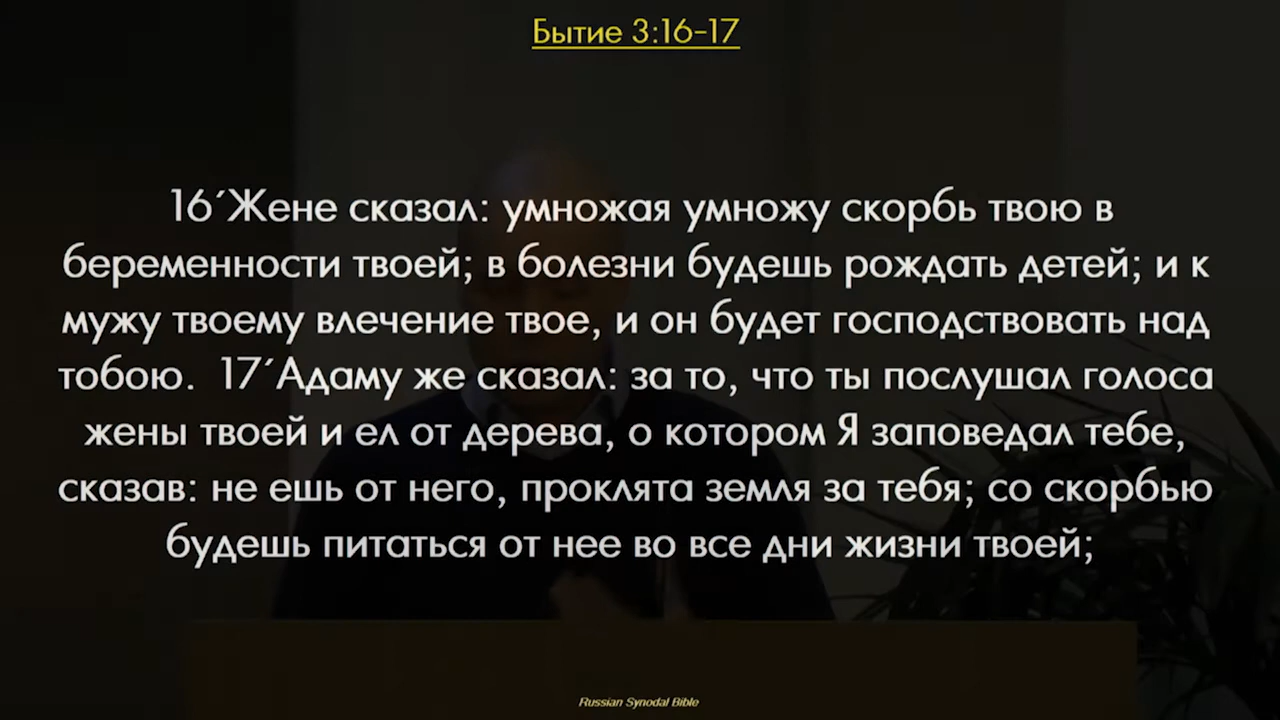 Бытие 3:16-17
16´Жене сказал: умножая умножу скорбь твою в
беременности твоей; в болезни будешь рождать детей; и к
мужу твоему влечение твое, и он будет господствовать над
тобою.  17´Адаму же сказал: за то, что ты послушал голоса
жены твоей и ел от дерева, о котором Я заповедал тебе,
сказав: не ешь от него, проклята земля за тебя; со скорбью
будешь питаться от нее во все дни жизни твоей;
Russian Synodal Bible